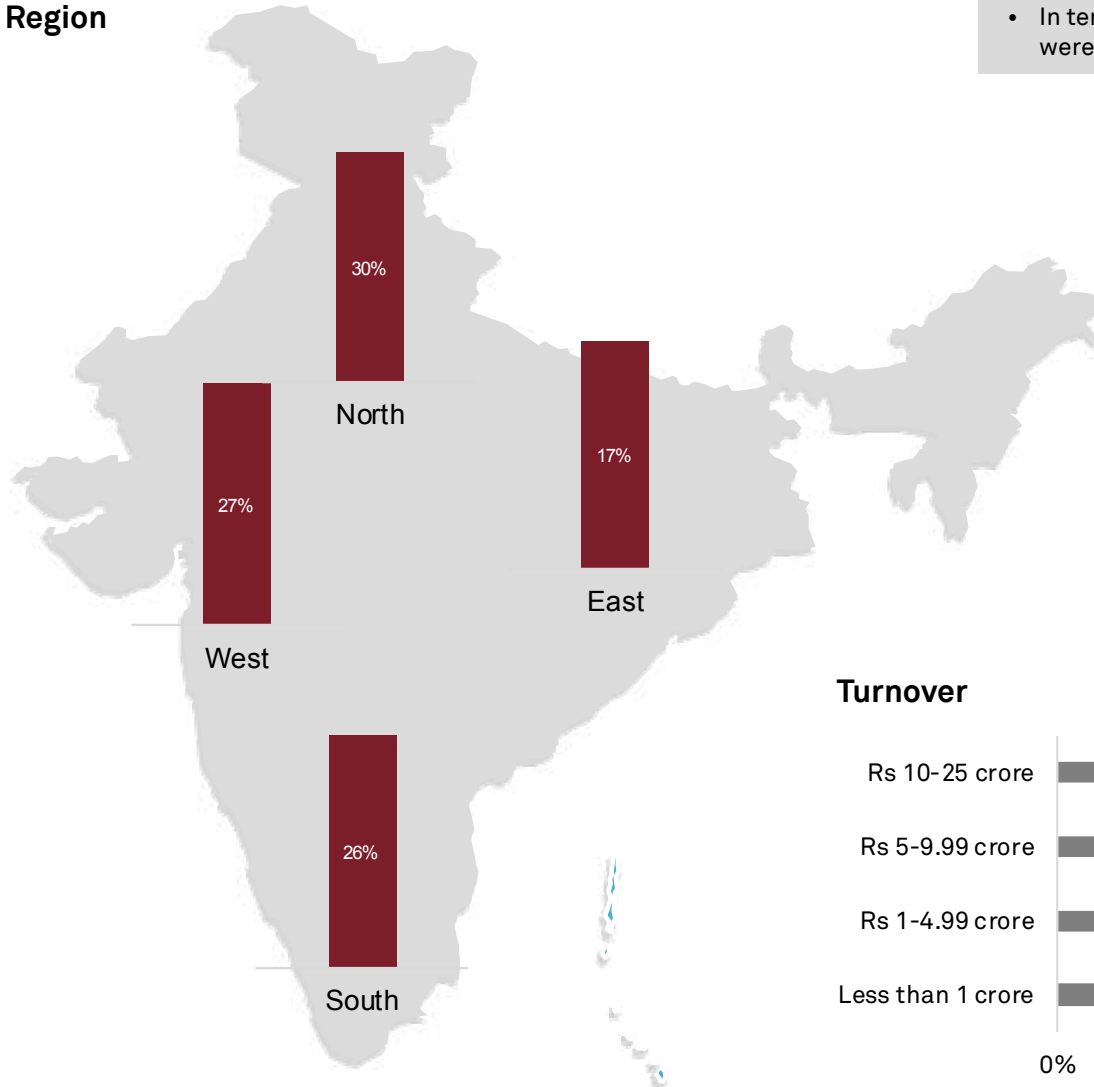 Region
• In
were
30%
North
17%
East
27%
West
26%
South
Turnover
Rs 10-25 crore
Rs 5-9.99 crore
Rs 1-4.99 crore
Less than 1 crore
0%